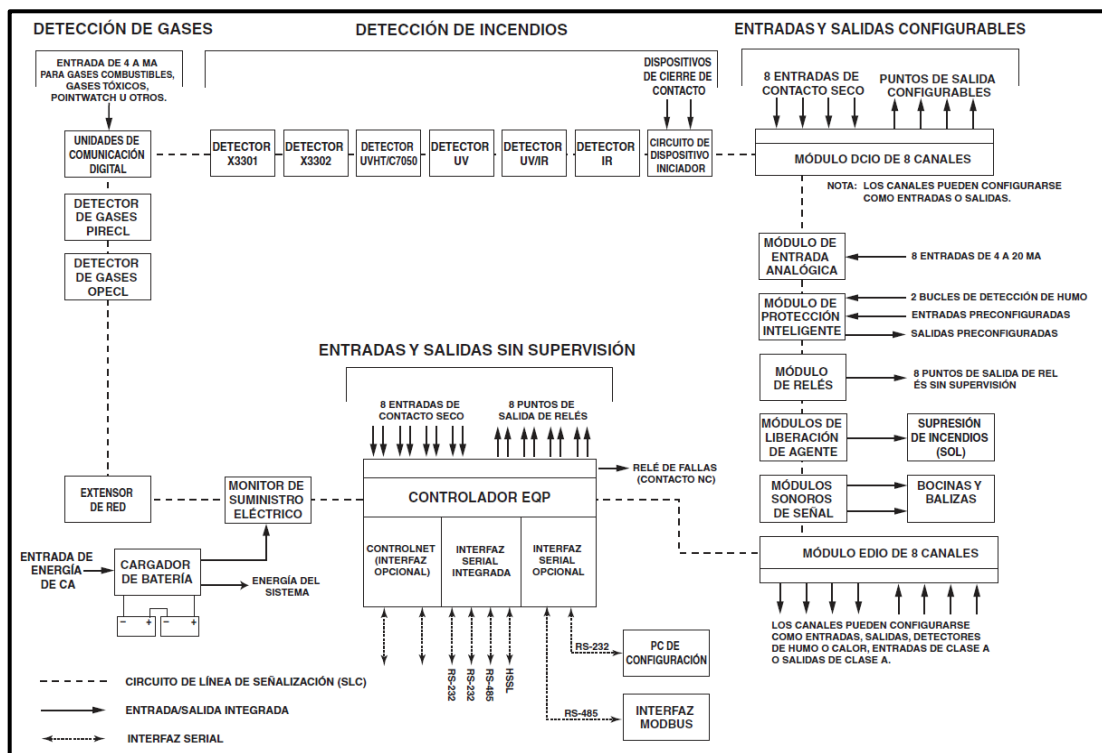 DETECCIÓN DE GASES
DETECCIÓN DE INCENDIOS
ENTRADAS Y SALIDAS CONFIGURABLES
ENTRADA DE 4 A MA
PARA GASES COMBUSTIBLES,
GASES TÓXICOS,
POINTWATCH U OTROS.
DISPOSITIVOS
DE CIERRE DE
CONTACTO
8 ENTRADAS DE
CONTACTO SECO
PUNTOS DE SALIDA
CONFIGURABLES
UNIDADES DE
COMUNICACIÓN
DIGITAL
DETECTOR
X3301
DETECTOR
X3302
DETECTOR
UVHT/C7050
DETECTOR
UV
DETECTOR
UV/IR
DETECTOR
IR
CIRCUITO DE
DISPOSITIVO
INICIADOR
MÓDULO DCIO DE 8 CANALES
NOTA: LOS CANALES PUEDEN CONFIGURARSE
COMO ENTRADAS O SALIDAS.
DETECTOR
DE GASES
PIRECL
DETECTOR
DE GASES
OPECL
MÓDULO DE
ENTRADA
ANALÓGICA
8 ENTRADAS DE 4 A 20 MA
MÓDULO DE
PROTECCIÓN
INTELIGENTE
2 BUCLES DE DETECCIÓN DE HUMO
ENTRADAS PRECONFIGURADAS
SALIDAS PRECONFIGURADAS
MÓDULO
DE RELÉS
8 PUNTOS DE SALIDA DE REL
ÉS SIN SUPERVISIÓN
MÓDULOS DE
LIBERACIÓN
DE AGENTE
SUPRESIÓN
DE INCENDIOS
(SOL)
MÓDULOS
SONOROS
DE SEÑAL
BOCINAS Y
BALIZAS
MÓDULO EDIO DE 8 CANALES
LOS CANALES PUEDEN CONFIGURARSE
COMO ENTRADAS, SALIDAS, DETECTORES
DE HUMO O CALOR, ENTRADAS DE CLASE A
O SALIDAS DE CLASE A.
ENTRADAS Y SALIDAS SIN SUPERVISIÓN
8 ENTRADAS DE
CONTACTO SECO
8 PUNTOS DE
SALIDA DE RELÉS
RELÉ DE FALLAS
(CONTACTO NC)
CONTROLADOR EQP
CONTROLNET
(INTERFAZ
OPCIONAL)
INTERFAZ
SERIAL
INTEGRADA
INTERFAZ
SERIAL
OPCIONAL
EXTENSOR
DE RED
MONITOR DE
SUMINISTRO
ELÉCTRICO
ENTRADA DE
ENERGÍA
DE CA
CARGADOR
DE BATERÍA
ENERGÍA DEL
SISTEMA
− + − +
RS-232
RS-232
RS-485
HSSL
RS-232
PC DE
CONFIGURACIÓN
RS-485
INTERFAZ
MODBUS
CIRCUITO DE LÍNEA DE SEÑALIZACIÓN (SLC)
ENTRADA/SALIDA INTEGRADA
INTERFAZ SERIAL